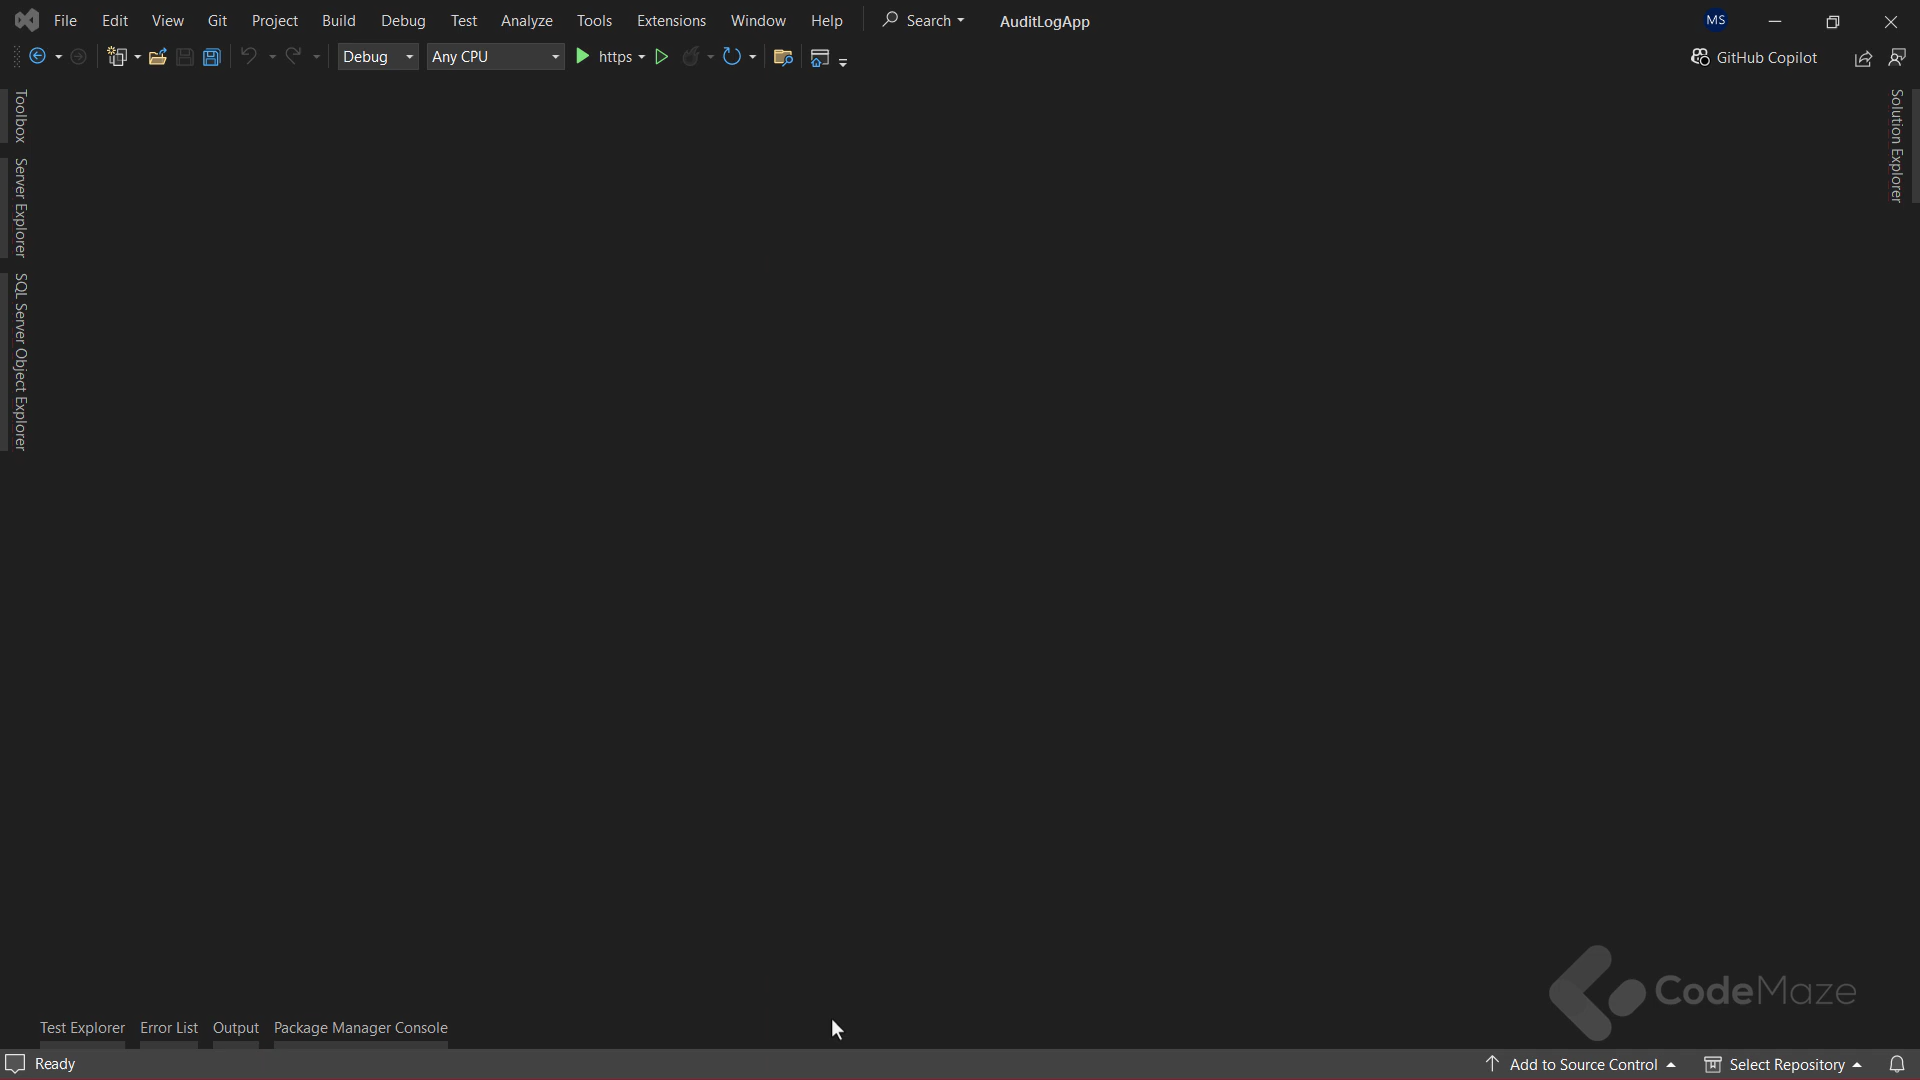 File Edit View Git Project Build Debug Test Analyze Tools Extensions Window Help Search AuditLogApp MS
Debug Any CPU https GitHub Copilot
Toolbox
Server Explorer
SQL Server Object Explorer
Solution Explorer
CodeMaze
Test Explorer Error List Output Package Manager Console
Ready Add to Source Control Select Repository